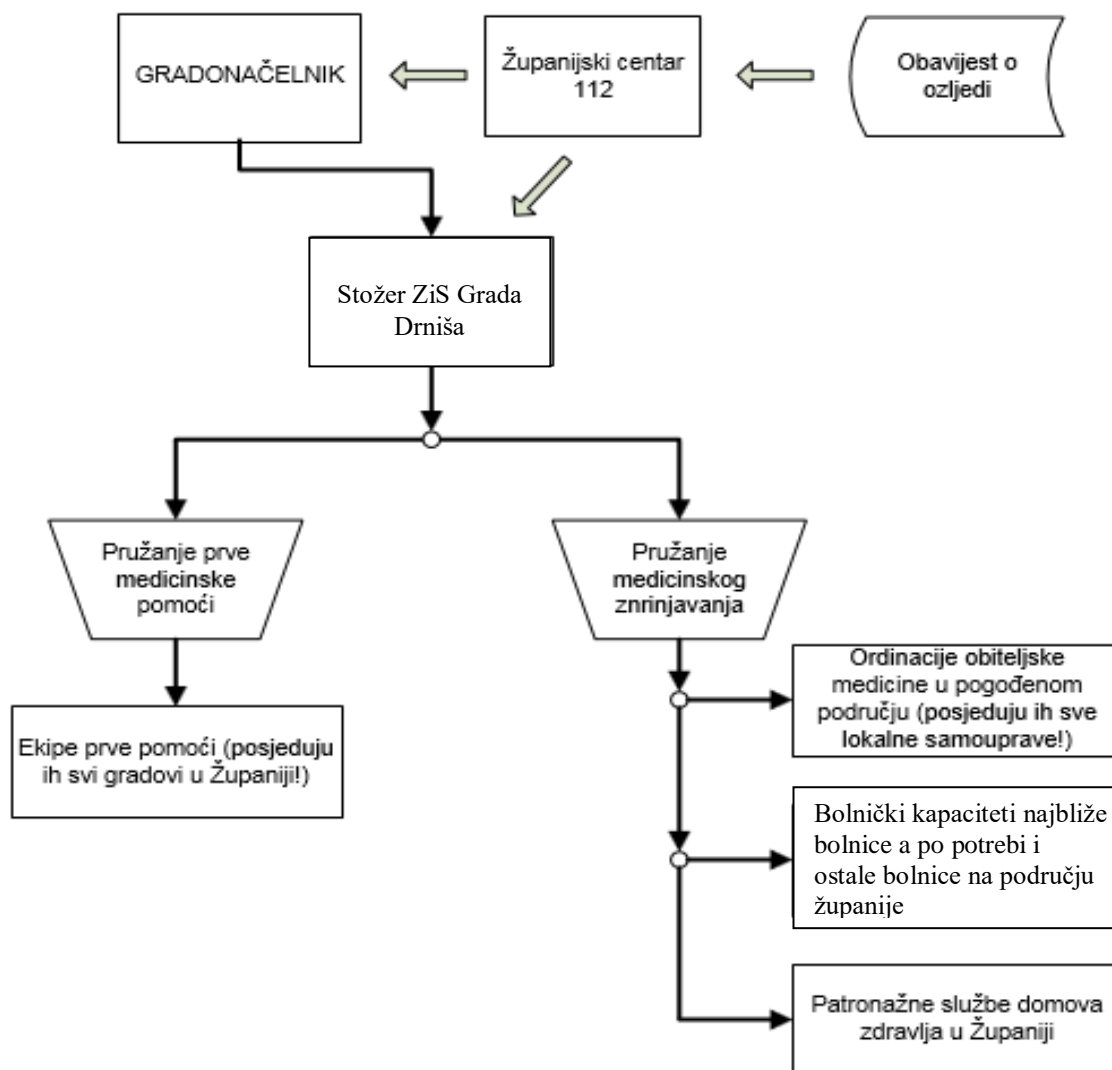 GRADONAČELNIK
Županijski centar
112
Obavijest o
ozljedi
Stožer ZiS Grada
Drniša
Pružanje prve
medicinske
pomoći
Pružanje
medicinskog
znrinjavanja
Ekipe prve pomoći (posjeduju
ih svi gradovi u Županiji!)
Ordinacije obiteljske
medicine u pogođenom
području (posjeduju ih sve
lokalne samouprave!)
Bolnički kapaciteti najbliže
bolnice a po potrebi i
ostale bolnice na području
županije
Patronažne službe domova
zdravlja u Županiji